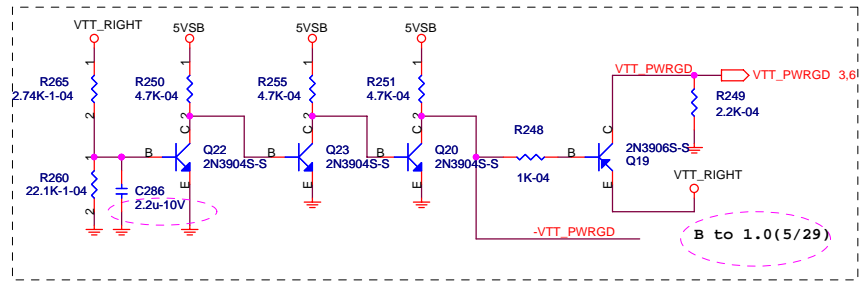 VTT_RIGHT
5VSB
5VSB
5VSB
1
R265
2.74K-1-04
2
1
R250
4.7K-04
2
1
R255
4.7K-04
2
1
R251
4.7K-04
2
VTT_PWRGD
VTT_PWRGD 3,6
R249
2.2K-04
C
B
Q22
2N3904S-S
E
C
B
Q23
2N3904S-S
E
C
B
Q20
2N3904S-S
E
R248
1K-04
C
B
2N3906S-S
Q19
E
VTT_RIGHT
1
R260
22.1K-1-04
2
C286
2.2u-10V
-VTT_PWRGD
B to 1.0(5/29)